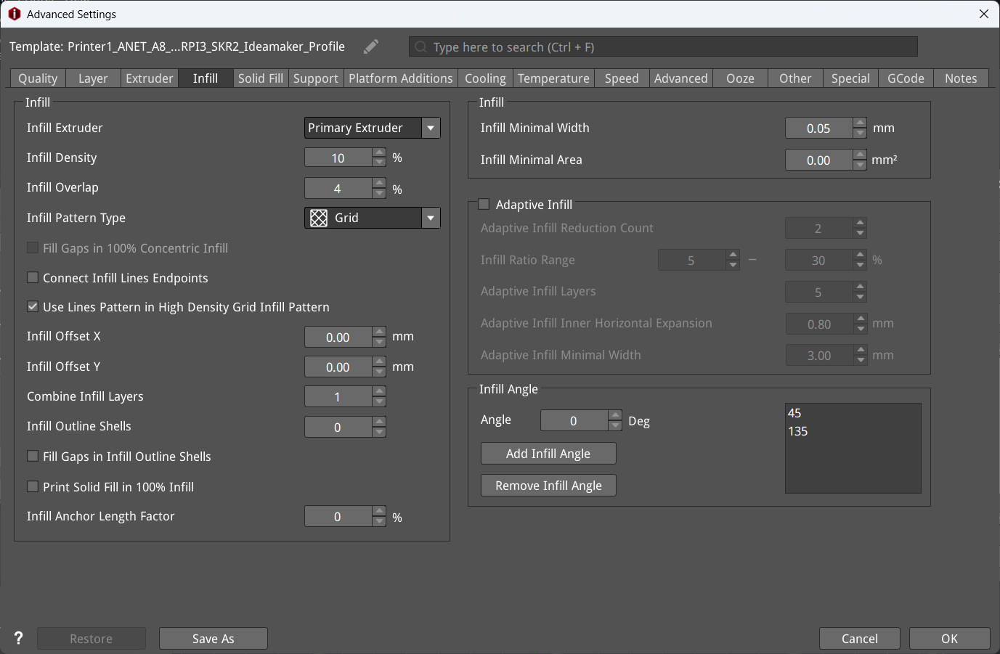 Advanced Settings
Template: Printer1_ANET_A8_...RPI3_SKR2_Ideamaker_Profile
Type here to search (Ctrl + F)
Quality Layer Extruder Infill Solid Fill Support Platform Additions Cooling Temperature Speed Advanced Ooze Other Special GCode Notes
Infill
Infill Extruder Primary Extruder
Infill Density 10 %
Infill Overlap 4 %
Infill Pattern Type Grid
Fill Gaps in 100% Concentric Infill
Connect Infill Lines Endpoints
Use Lines Pattern in High Density Grid Infill Pattern
Infill Offset X 0.00 mm
Infill Offset Y 0.00 mm
Combine Infill Layers 1
Infill Outline Shells 0
Fill Gaps in Infill Outline Shells
Print Solid Fill in 100% Infill
Infill Anchor Length Factor 0 %
Infill
Infill Minimal Width 0.05 mm
Infill Minimal Area 0.00 mm²
Adaptive Infill
Adaptive Infill Reduction Count 2
Infill Ratio Range 5 – 30 %
Adaptive Infill Layers 5
Adaptive Infill Inner Horizontal Expansion 0.80 mm
Adaptive Infill Minimal Width 3.00 mm
Infill Angle
Angle 0 Deg
Add Infill Angle
Remove Infill Angle
45
135
? Restore Save As Cancel OK